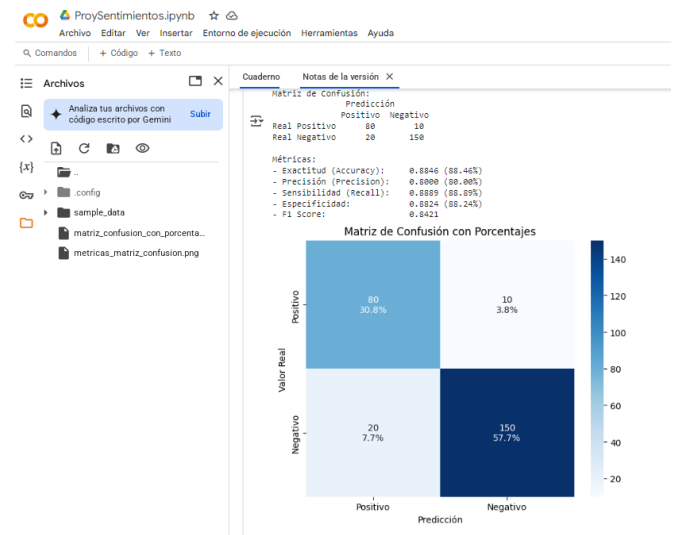 ProySentimientos.ipynb
Archivo Editar Ver Insertar Entorno de ejecución Herramientas Ayuda
Comandos + Código + Texto
Archivos
Analiza tus archivos con
código escrito por Gemini
Subir
..
.config
sample_data
matriz_confusion_con_porcenta...
metricas_matriz_confusion.png
{x}
Cuaderno Notas de la versión
Matriz de Confusión:
Predicción
Positivo Negativo
Real Positivo 80 10
Real Negativo 20 150
Métricas:
- Exactitud (Accuracy): 0.8846 (88.46%)
- Precisión (Precision): 0.8000 (80.00%)
- Sensibilidad (Recall): 0.8889 (88.89%)
- Especificidad: 0.8824 (88.24%)
- F1 Score: 0.8421
Matriz de Confusión con Porcentajes
Valor Real
Positivo
Negativo
80
30.8%
10
3.8%
20
7.7%
150
57.7%
Positivo Negativo
Predicción
140
120
100
80
60
40
20